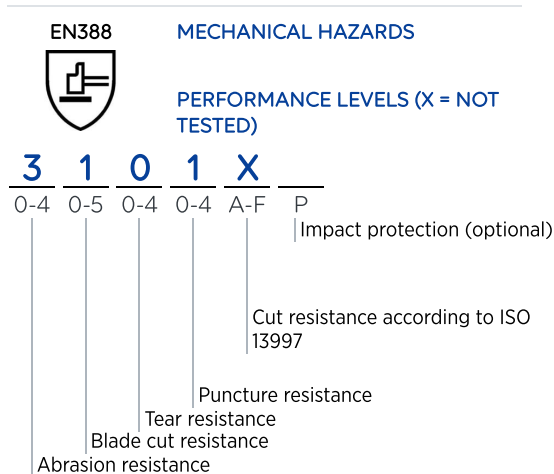 EN388
MECHANICAL HAZARDS
PERFORMANCE LEVELS (X = NOT
TESTED)
3 1 0 1 X
0-4 0-5 0-4 0-4 A-F P
Impact protection (optional)
Cut resistance according to ISO
13997
Puncture resistance
Tear resistance
Blade cut resistance
Abrasion resistance